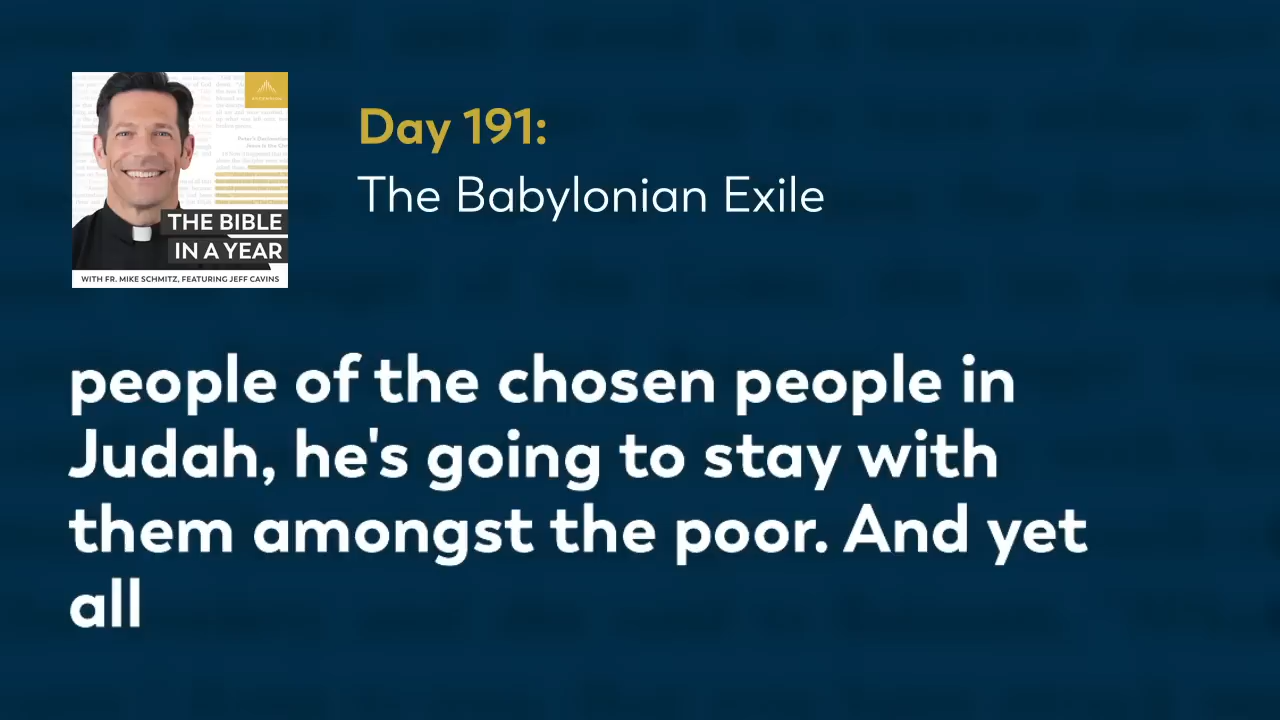 Day 191:
The Babylonian Exile
THE BIBLE
IN A YEAR
WITH FR. MIKE SCHMITZ, FEATURING JEFF CAVINS
people of the chosen people in
Judah, he's going to stay with
them amongst the poor. And yet
all